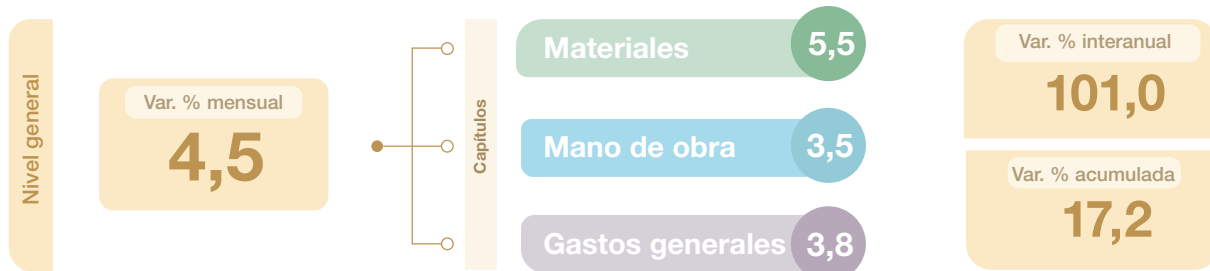 Nivel general
Var. % mensual
4,5
Capítulos
Materiales
5,5
Mano de obra
3,5
Gastos generales
3,8
Var. % interanual
101,0
Var. % acumulada
17,2